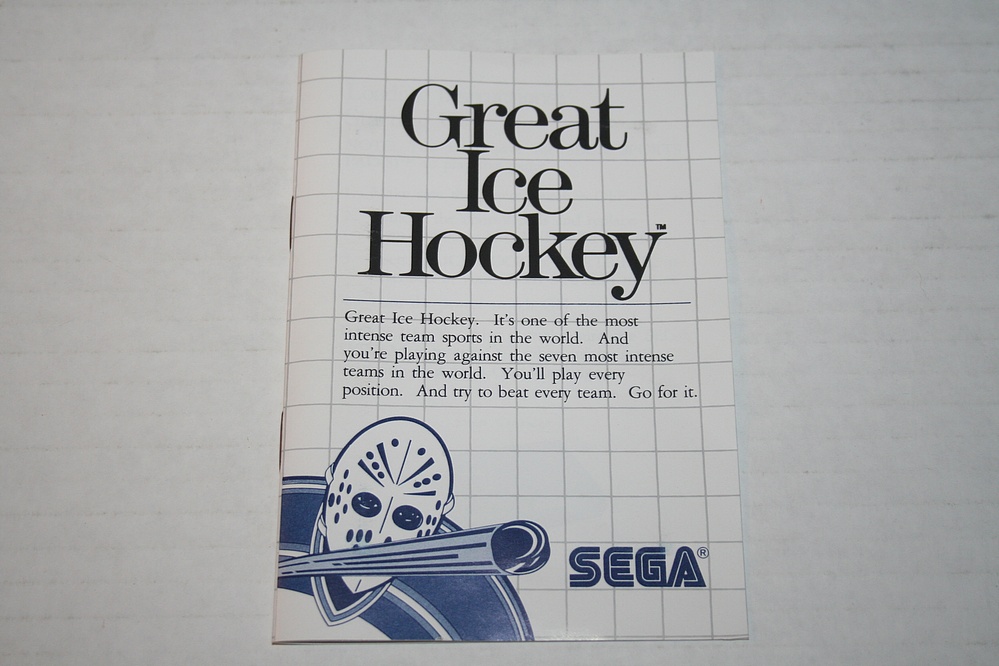 Great
Ice
Hockey™
Great Ice Hockey. It's one of the most
intense team sports in the world. And
you're playing against the seven most intense
teams in the world. You'll play every
position. And try to beat every team. Go for it.
SEGA®